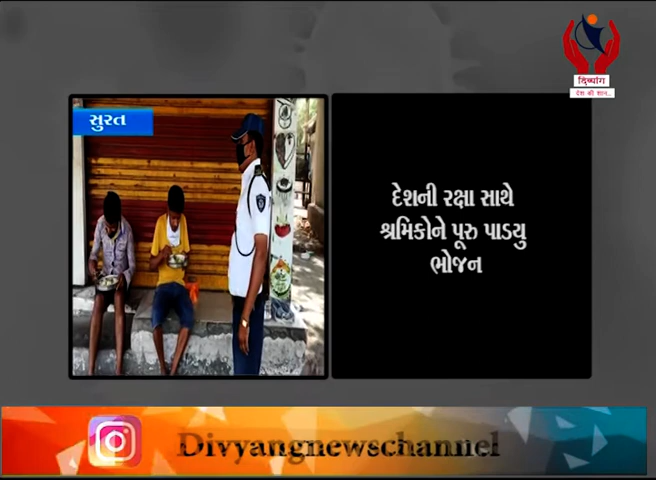 दिव्यांग
देश की शान..
સુરત
દેશની રક્ષા સાથે
શ્રમિકોને પૂરુ પાડયુ
ભોજન
Divyangnewschannel